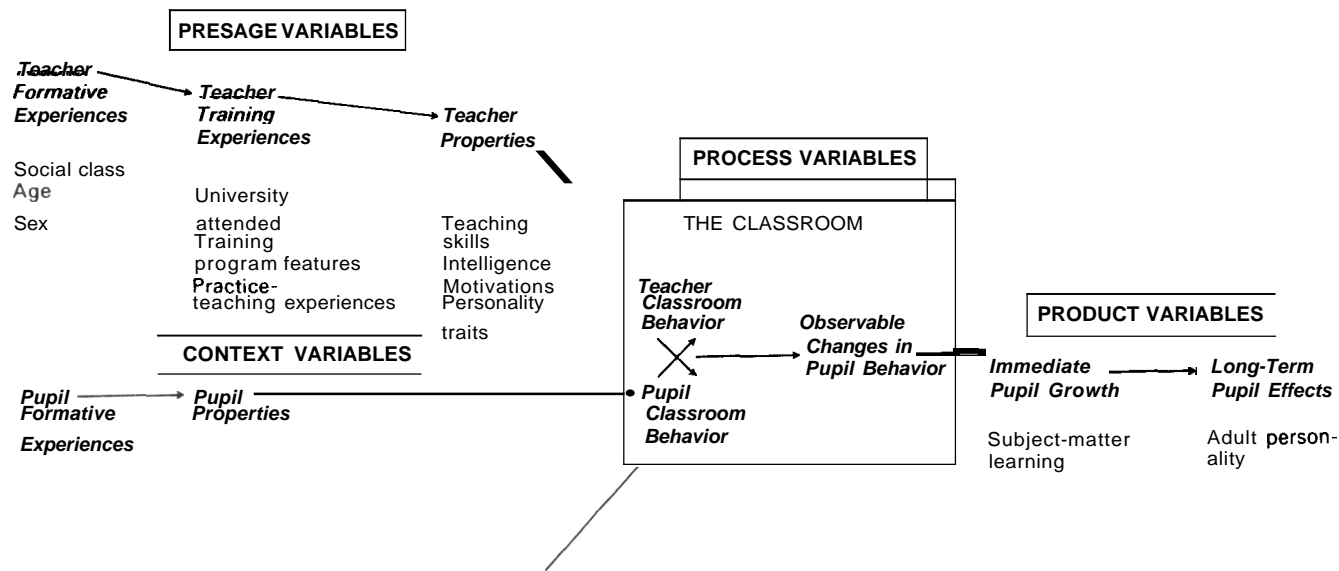 PRESAGE VARIABLES
Teacher
Formative
Experiences
Social class
Age
Sex
Teacher
Training
Experiences
University
attended
Training
program features
Practice-
teaching experiences
Teacher
Properties
Teaching
skills
Intelligence
Motivations
Personality
traits
CONTEXT VARIABLES
Pupil
Formative
Experiences
Pupil
Properties
PROCESS VARIABLES
THE CLASSROOM
Teacher
Classroom
Behavior
Pupil
Classroom
Behavior
Observable
Changes in
Pupil Behavior
PRODUCT VARIABLES
Immediate
Pupil Growth
Subject-matter
learning
Long-Term
Pupil Effects
Adult person-
ality